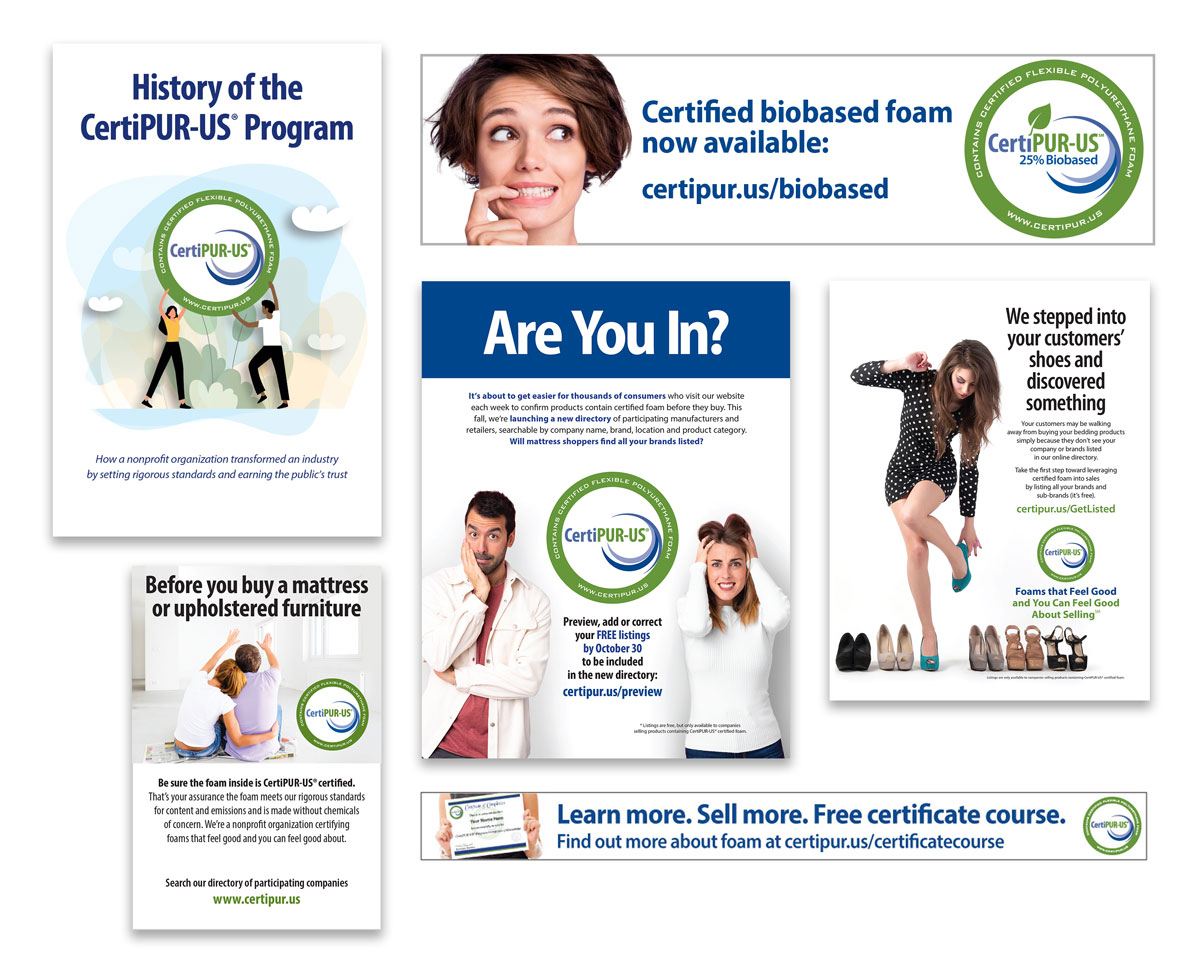 History of the
CertiPUR-US® Program
CONTAINS CERTIFIED FLEXIBLE POLYURETHANE FOAM
CertiPUR-US®
WWW.CERTIPUR.US
How a nonprofit organization transformed an industry
by setting rigorous standards and earning the public's trust
Certified biobased foam
now available:
certipur.us/biobased
CONTAINS CERTIFIED FLEXIBLE POLYURETHANE FOAM
CertiPUR-US℠
25% Biobased
WWW.CERTIPUR.US
Are You In?
It's about to get easier for thousands of consumers who visit our website
each week to confirm products contain certified foam before they buy. This
fall, we're launching a new directory of participating manufacturers and
retailers, searchable by company name, brand, location and product category.
Will mattress shoppers find all your brands listed?
CONTAINS CERTIFIED FLEXIBLE POLYURETHANE FOAM
CertiPUR-US®
WWW.CERTIPUR.US
Preview, add or correct
your FREE listings
by October 30
to be included
in the new directory:
certipur.us/preview
* Listings are free, but only available to companies
selling products containing CertiPUR-US® certified foam.
We stepped into
your customers'
shoes and
discovered
something
Your customers may be walking
away from buying your bedding products
simply because they don't see your
company or brands listed
in our online directory.
Take the first step toward leveraging
certified foam into sales
by listing all your brands and
sub-brands (it's free).
certipur.us/GetListed
CONTAINS CERTIFIED FLEXIBLE POLYURETHANE FOAM
CertiPUR-US®
WWW.CERTIPUR.US
Foams that Feel Good
and You Can Feel Good
About Selling℠
Listings are only available to companies selling products containing CertiPUR-US® certified foam.
Before you buy a mattress
or upholstered furniture
CONTAINS CERTIFIED FLEXIBLE POLYURETHANE FOAM
CertiPUR-US®
WWW.CERTIPUR.US
Be sure the foam inside is CertiPUR-US® certified.
That's your assurance the foam meets our rigorous standards
for content and emissions and is made without chemicals
of concern. We're a nonprofit organization certifying
foams that feel good and you can feel good about.
Search our directory of participating companies
www.certipur.us
Your Name Here
Learn more. Sell more. Free certificate course.
Find out more about foam at certipur.us/certificatecourse
CONTAINS CERTIFIED FLEXIBLE POLYURETHANE FOAM
CertiPUR-US®
WWW.CERTIPUR.US